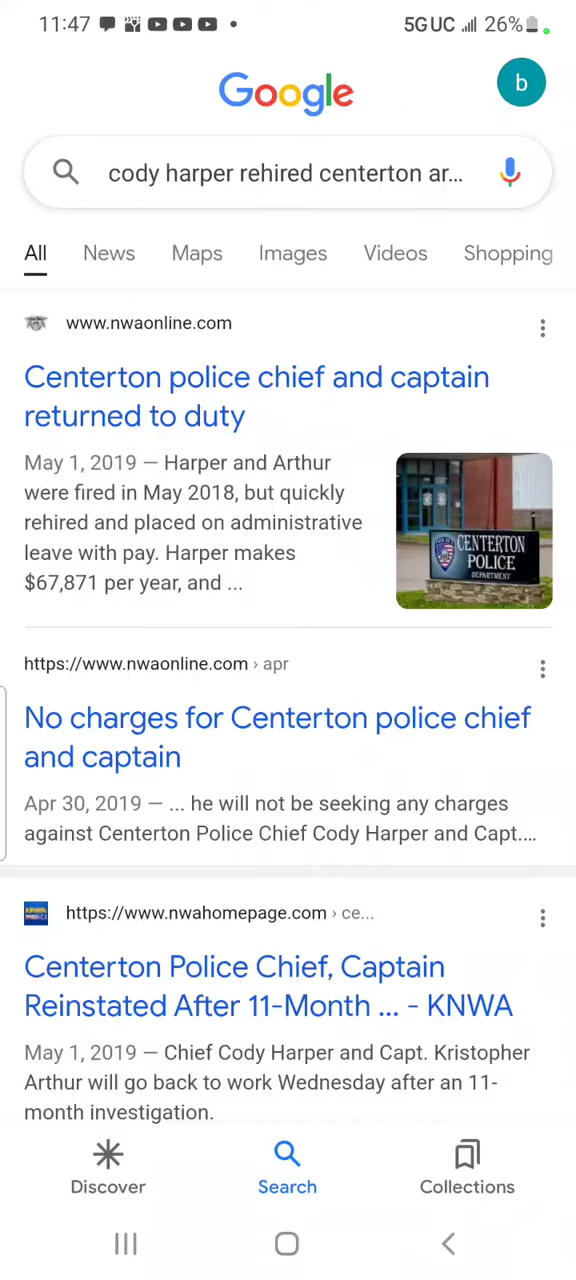 11:47
5G UC 26%
Google
b
cody harper rehired centerton ar...
All News Maps Images Videos Shopping
www.nwaonline.com
Centerton police chief and captain
returned to duty
May 1, 2019 — Harper and Arthur
were fired in May 2018, but quickly
rehired and placed on administrative
leave with pay. Harper makes
$67,871 per year, and ...
CENTERTON
POLICE
DEPARTMENT
https://www.nwaonline.com › apr
No charges for Centerton police chief
and captain
Apr 30, 2019 — ... he will not be seeking any charges
against Centerton Police Chief Cody Harper and Capt....
https://www.nwahomepage.com › ce...
Centerton Police Chief, Captain
Reinstated After 11-Month ... - KNWA
May 1, 2019 — Chief Cody Harper and Capt. Kristopher
Arthur will go back to work Wednesday after an 11-
month investigation.
Discover Search Collections